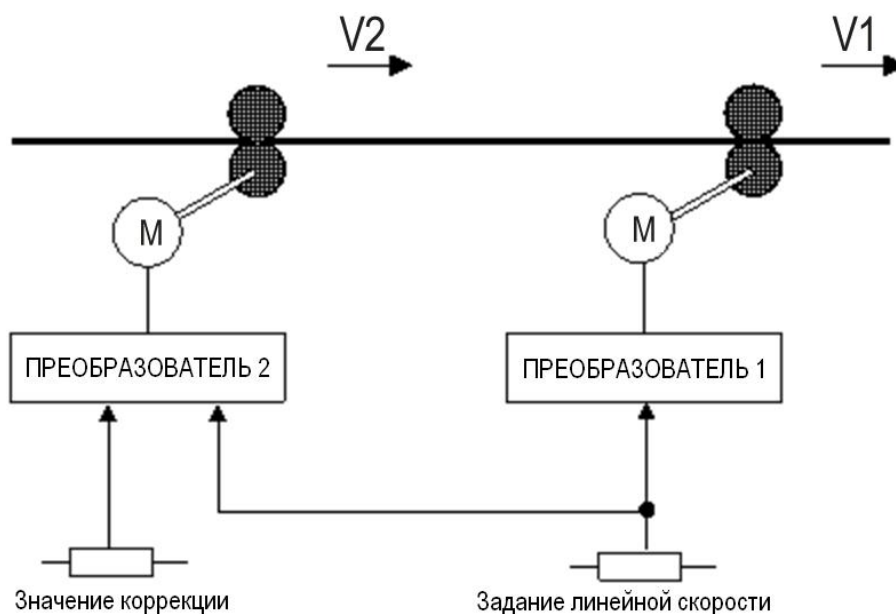 V2
V1
М
М
ПРЕОБРАЗОВАТЕЛЬ 2
ПРЕОБРАЗОВАТЕЛЬ 1
Значение коррекции
Задание линейной скорости